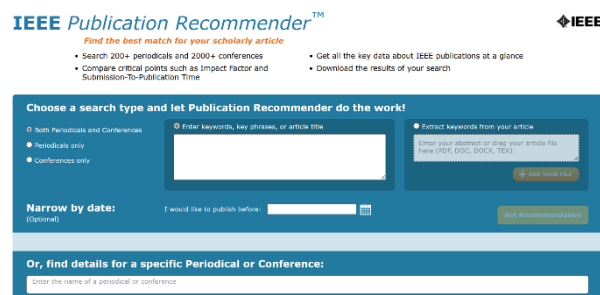 IEEE Publication Recommender™
IEEE
Find the best match for your scholarly article
• Search 200+ periodicals and 2000+ conferences
• Compare critical points such as Impact Factor and
Submission-To-Publication Time
• Get all the key data about IEEE publications at a glance
• Download the results of your search
Choose a search type and let Publication Recommender do the work!
Both Periodicals and Conferences
Periodicals only
Conferences only
Enter keywords, key phrases, or article title
Extract keywords from your article
Enter your abstract or drag your article file
here (PDF, DOC, DOCX, TEX).
+ ADD YOUR FILE
Narrow by date:
(Optional)
I would like to publish before:
Get Recommendation
Or, find details for a specific Periodical or Conference:
Enter the name of a periodical or conference